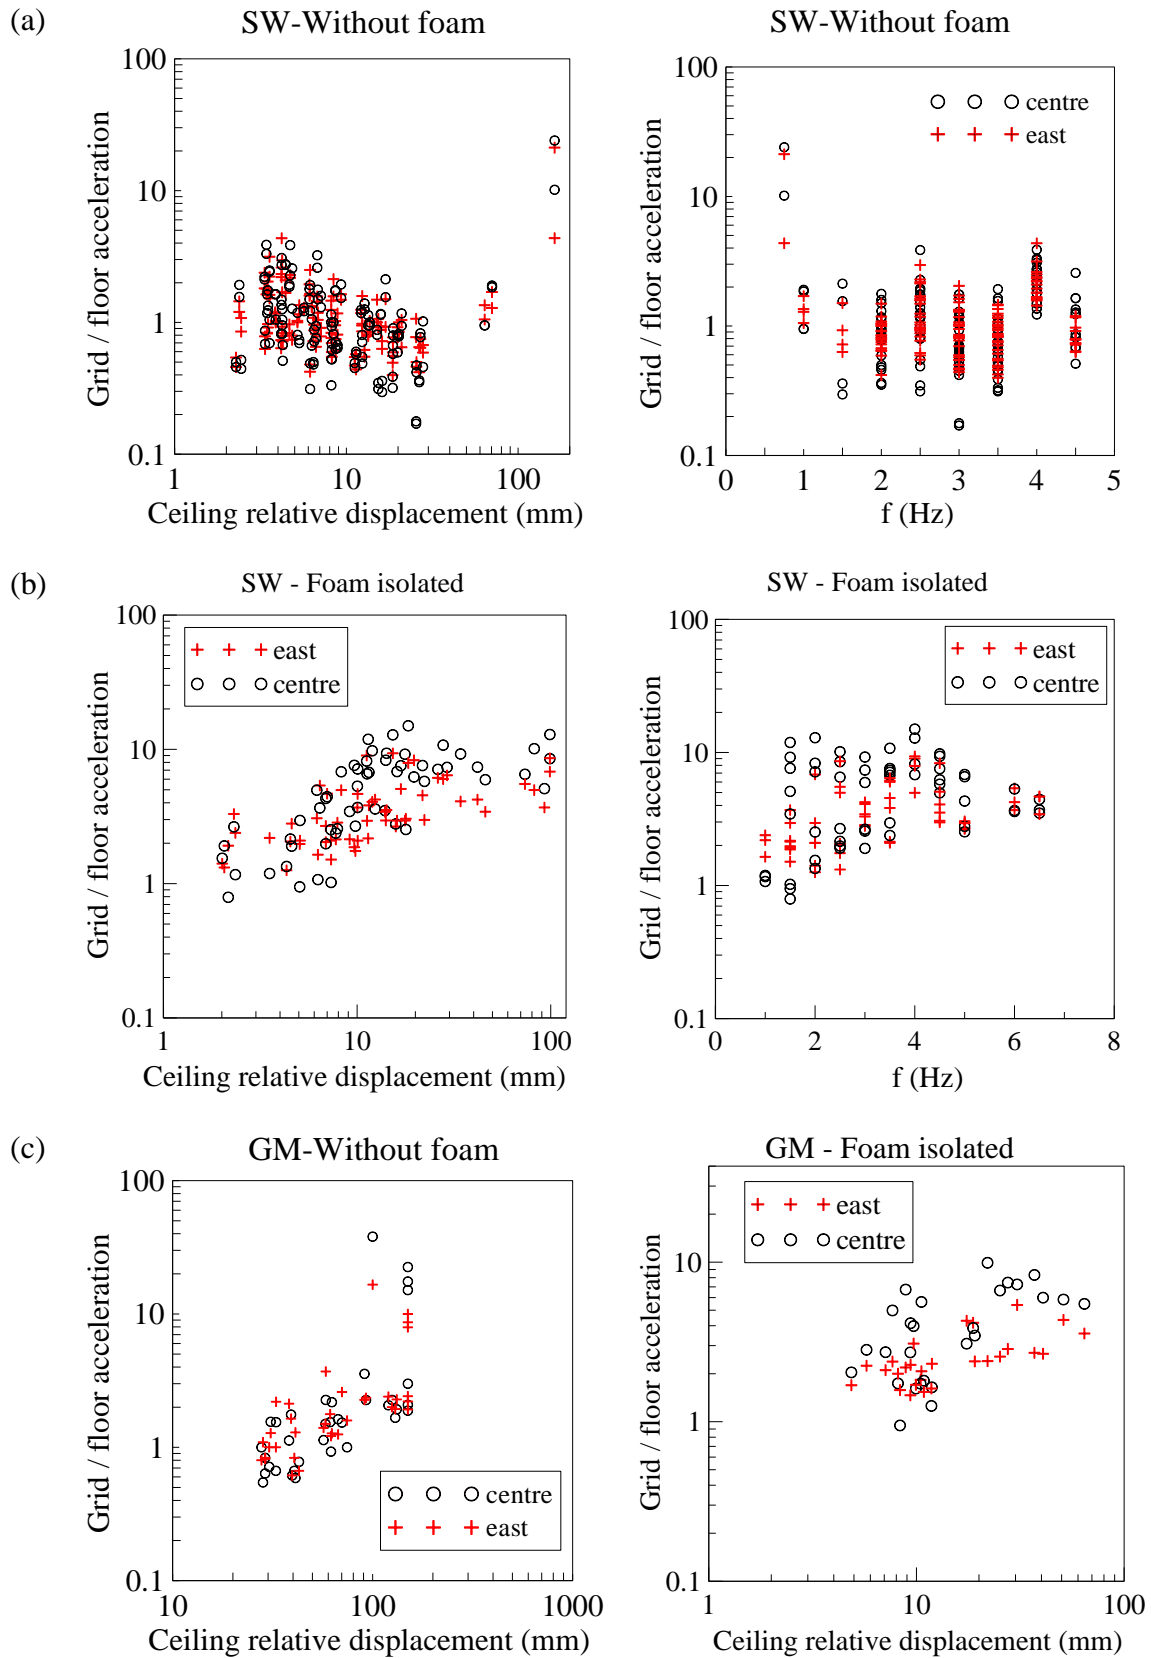 (a)
SW-Without foam
100
10
1
0.1
1
10
100
Grid / floor acceleration
Ceiling relative displacement (mm)
SW-Without foam
centre
east
100
10
1
0.1
0
1
2
3
4
5
Grid / floor acceleration
f (Hz)
(b)
SW - Foam isolated
east
centre
100
10
1
0.1
1
10
100
Grid / floor acceleration
Ceiling relative displacement (mm)
SW - Foam isolated
east
centre
100
10
1
0.1
0
2
4
6
8
Grid / floor acceleration
f (Hz)
(c)
GM-Without foam
100
10
1
0.1
centre
east
10
100
1000
Grid / floor acceleration
Ceiling relative displacement (mm)
GM - Foam isolated
east
centre
10
1
0.1
1
10
100
Grid / floor acceleration
Ceiling relative displacement (mm)